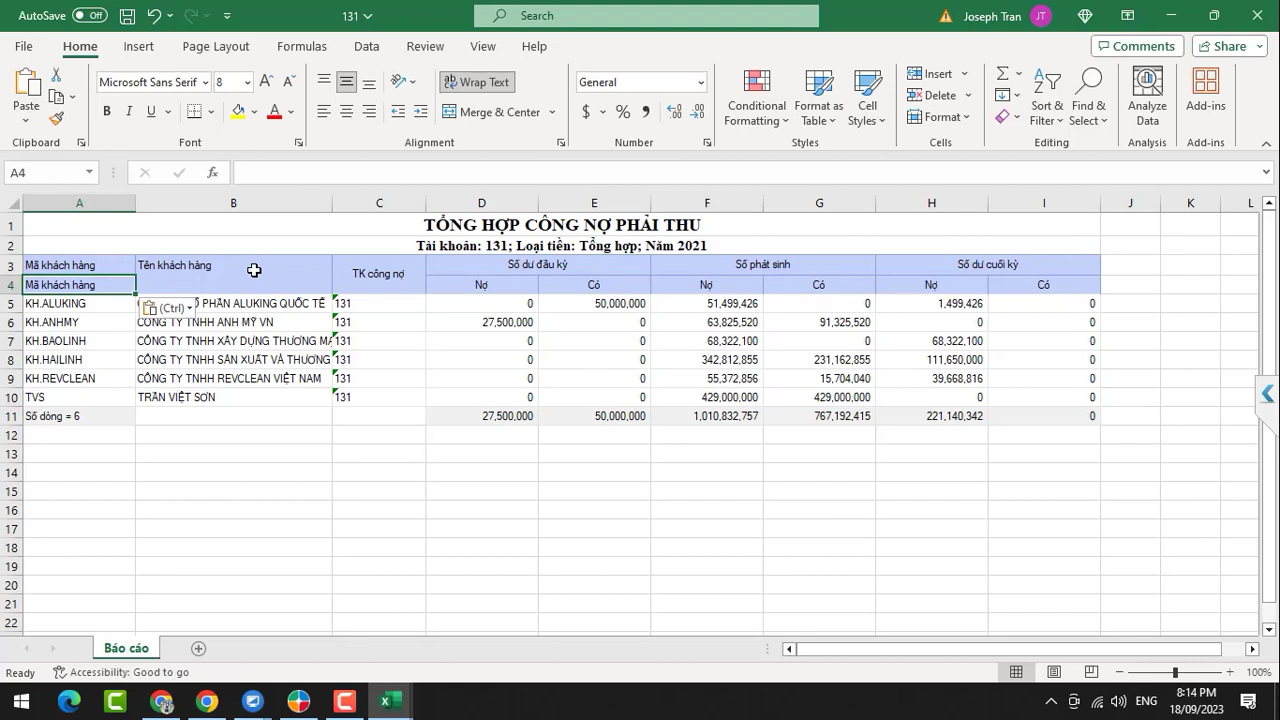 AutoSave Off 131 Search Joseph Tran JT
File Home Insert Page Layout Formulas Data Review View Help Comments Share
Paste Microsoft Sans Serif 8 Wrap Text General Conditional Formatting Format as Table Cell Styles Insert Sort & Filter Find & Select Analyze Data Add-ins
B I U Merge & Center $ % Delete
Format
Clipboard Font Alignment Number Styles Cells Editing Analysis Add-ins
A4 fx
A B C D E F G H I J K L
1 TỔNG HỢP CÔNG NỢ PHẢI THU
2 Tài khoản: 131; Loại tiền: Tổng hợp; Năm 2021
3 Mã khách hàng Tên khách hàng TK công nợ Số dư đầu kỳ Số phát sinh Số dư cuối kỳ
4 Mã khách hàng Nợ Có Nợ Có Nợ Có
5 KH.ALUKING (Ctrl) PHẦN ALUKING QUỐC TẾ 131 0 50,000,000 51,499,426 0 1,499,426 0
6 KH.ANHMY CÔNG TY TNHH ANH MỸ VN 131 27,500,000 0 63,825,520 91,325,520 0 0
7 KH.BAOLINH CÔNG TY TNHH XÂY DỰNG THƯƠNG MẠ 131 0 0 68,322,100 0 68,322,100 0
8 KH.HAILINH CÔNG TY TNHH SẢN XUẤT VÀ THƯƠNG 131 0 0 342,812,855 231,162,855 111,650,000 0
9 KH.REVCLEAN CÔNG TY TNHH REVCLEAN VIỆT NAM 131 0 0 55,372,856 15,704,040 39,668,816 0
10 TVS TRẦN VIỆT SƠN 131 0 0 429,000,000 429,000,000 0 0
11 Số dòng = 6 27,500,000 50,000,000 1,010,832,757 767,192,415 221,140,342 0
12
13
14
15
16
17
18
19
20
21
22
Báo cáo
Ready Accessibility: Good to go 100%
ENG 8:14 PM
18/09/2023